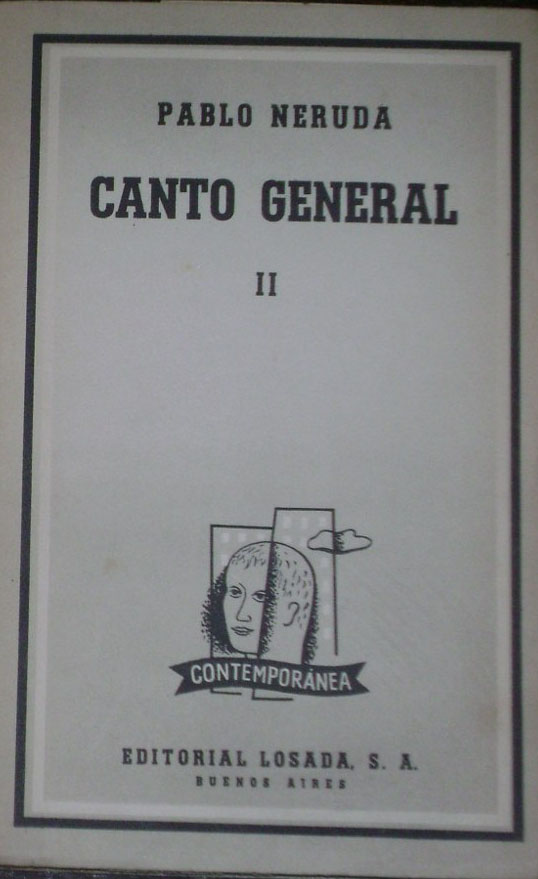 PABLO NERUDA
CANTO GENERAL
II
CONTEMPORÁNEA
EDITORIAL LOSADA, S. A.
BUENOS AIRES